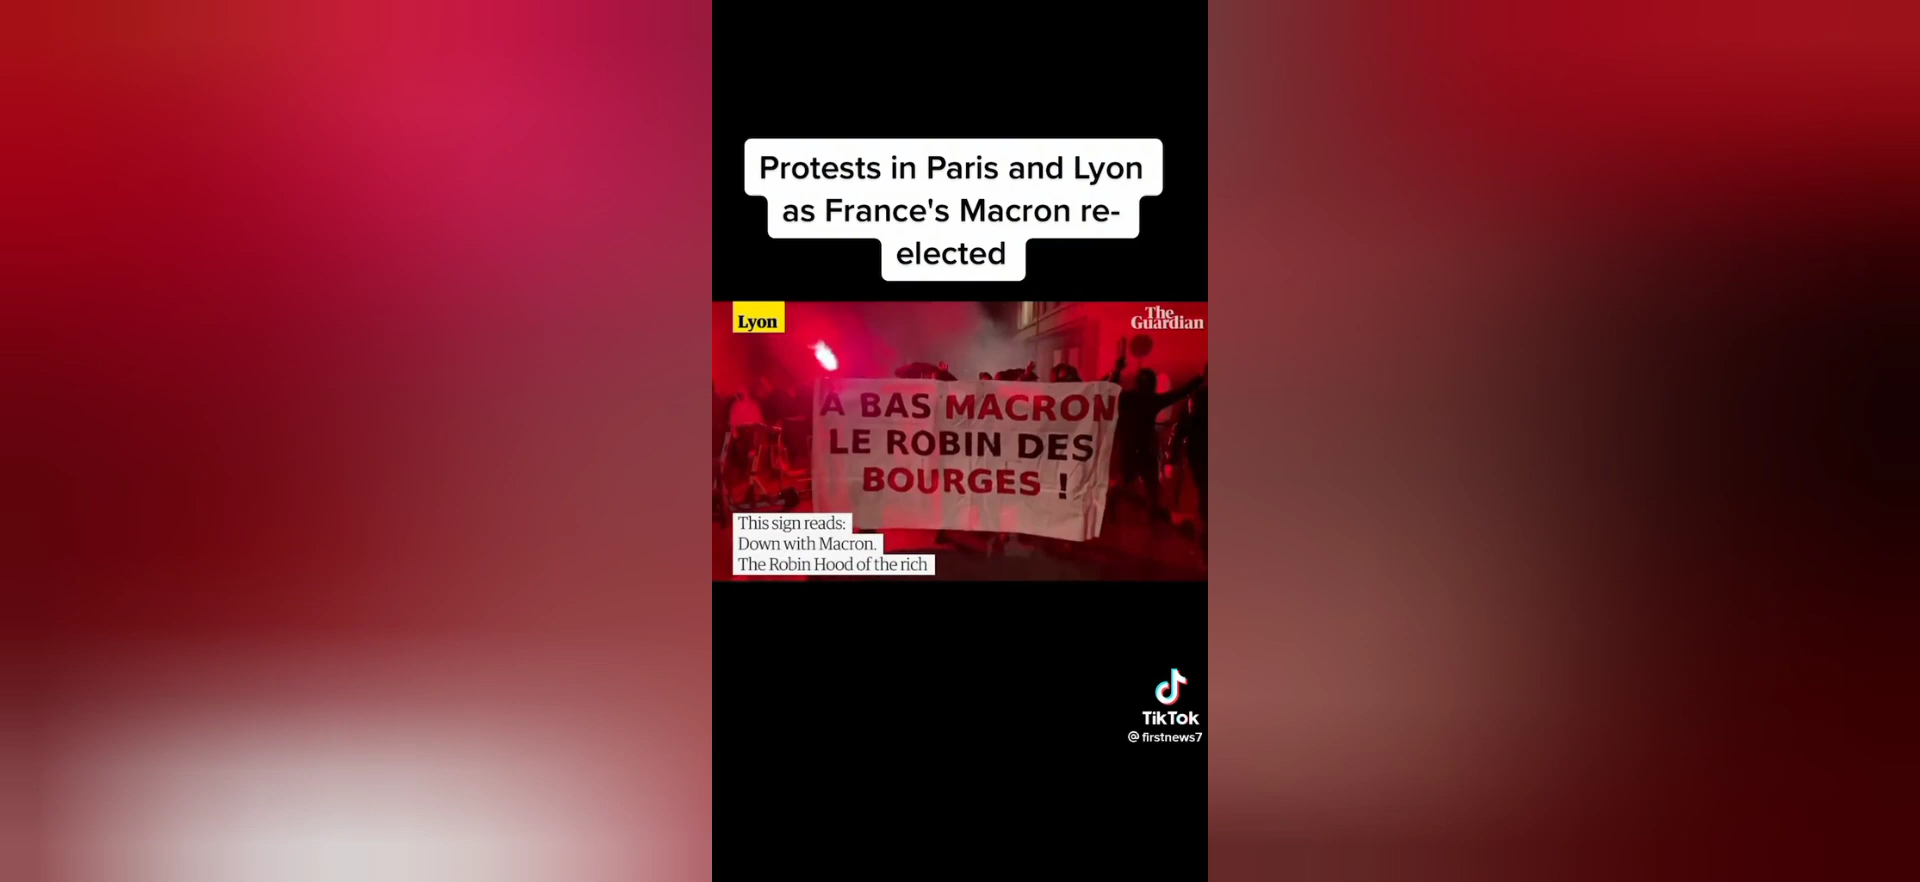 Protests in Paris and Lyon
as France's Macron re-
elected
Lyon
The
Guardian
A BAS MACRON
LE ROBIN DES
BOURGES !
This sign reads:
Down with Macron.
The Robin Hood of the rich
TikTok
@firstnews7